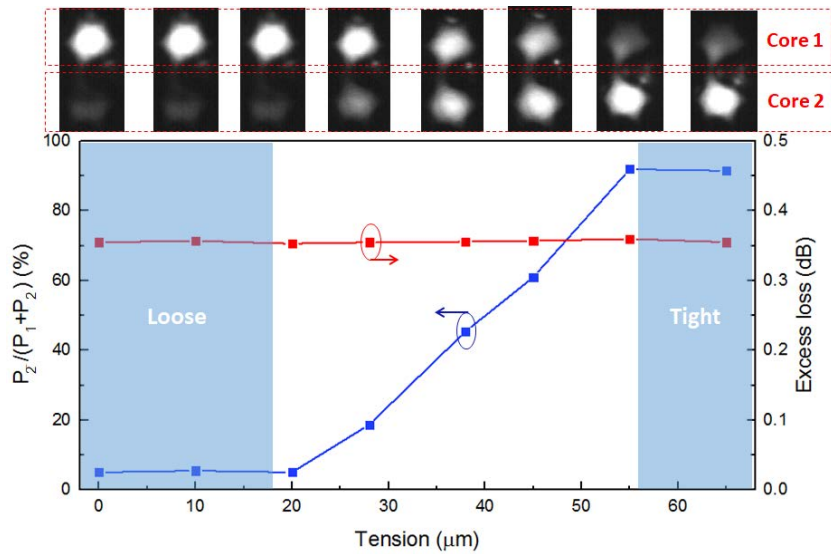 Core 1
Core 2
P2/(P1+P2) (%)
100
80
60
40
20
0
Loose
Tight
0.5
0.4
0.3
0.2
0.1
0.0
Excess loss (dB)
0 10 20 30 40 50 60
Tension (μm)